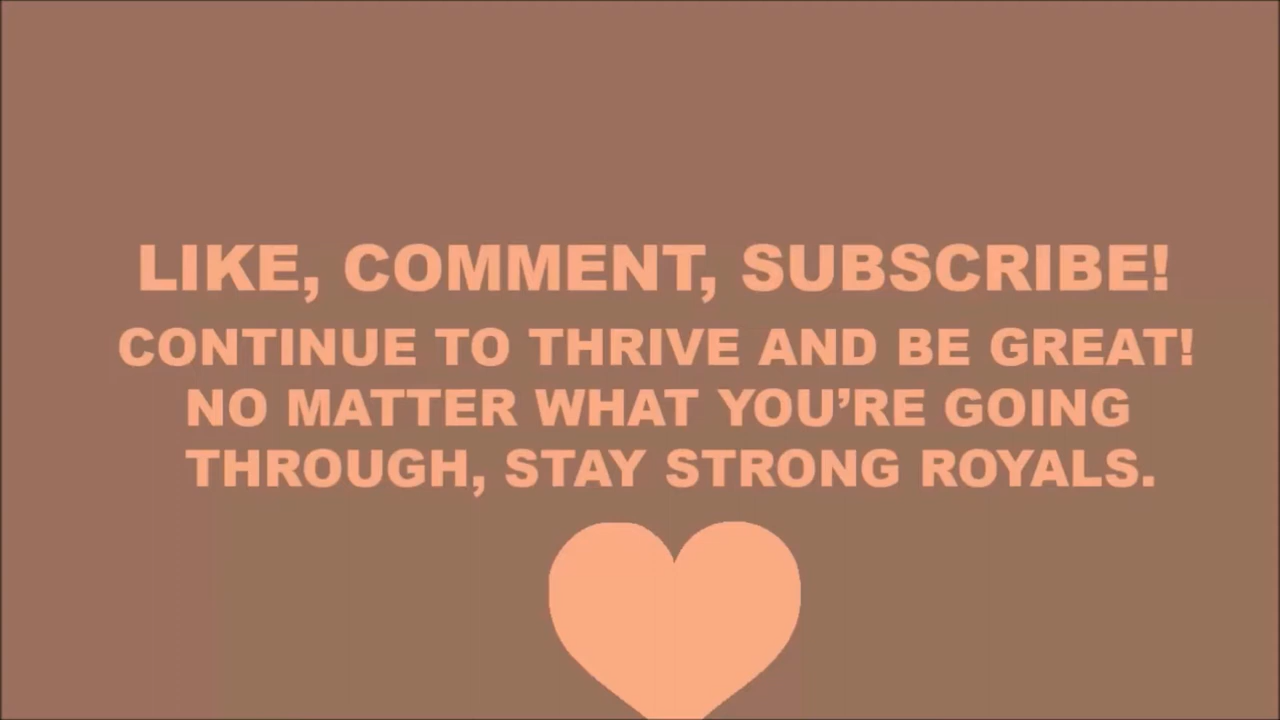 LIKE, COMMENT, SUBSCRIBE!
CONTINUE TO THRIVE AND BE GREAT!
NO MATTER WHAT YOU’RE GOING
THROUGH, STAY STRONG ROYALS.